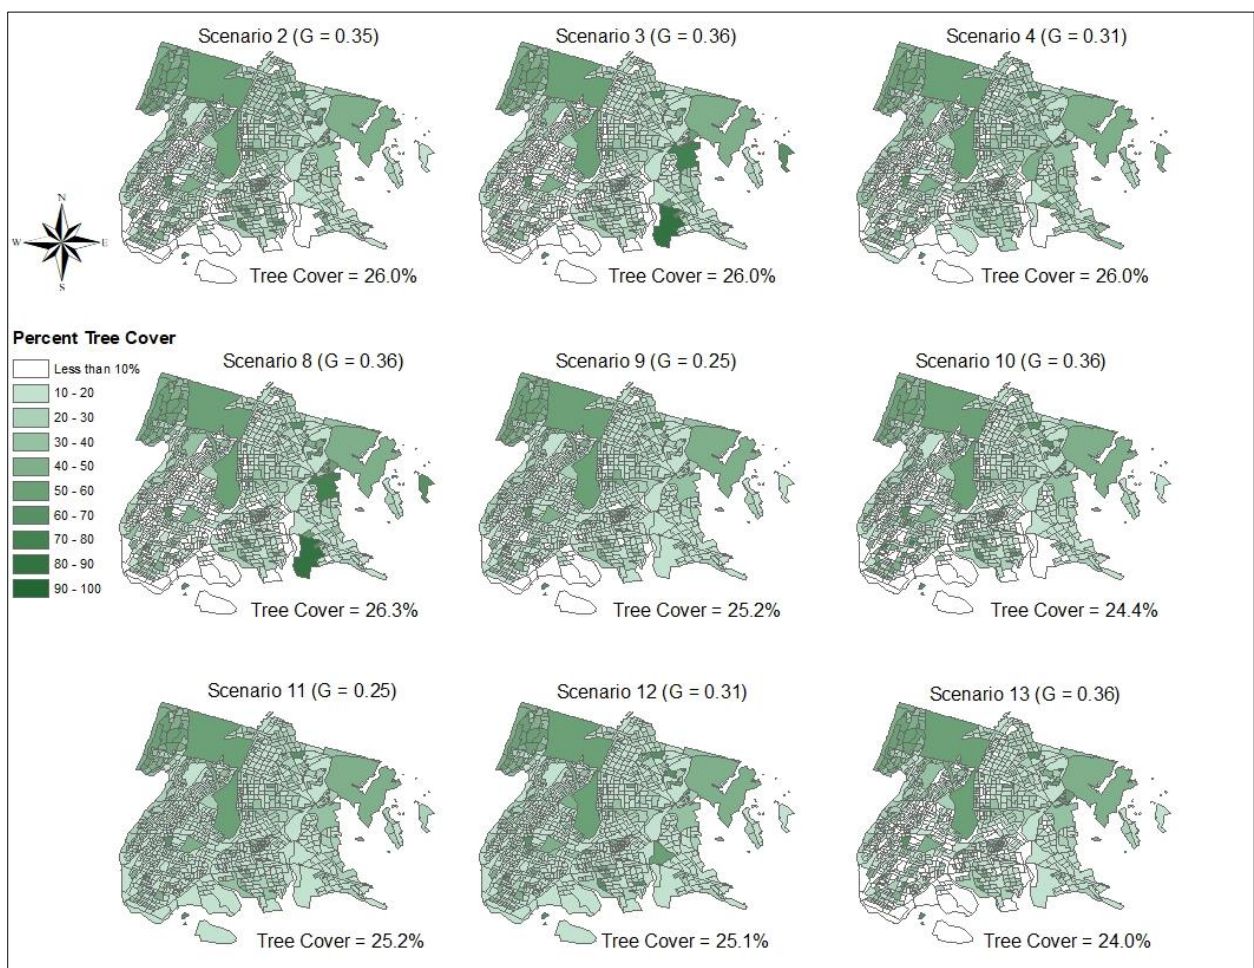 Scenario 2 (G = 0.35)
Scenario 3 (G = 0.36)
Scenario 4 (G = 0.31)
N
W
E
S
Tree Cover = 26.0%
Tree Cover = 26.0%
Tree Cover = 26.0%
Percent Tree Cover
Less than 10%
10 - 20
20 - 30
30 - 40
40 - 50
50 - 60
60 - 70
70 - 80
80 - 90
90 - 100
Scenario 8 (G = 0.36)
Scenario 9 (G = 0.25)
Scenario 10 (G = 0.36)
Tree Cover = 26.3%
Tree Cover = 25.2%
Tree Cover = 24.4%
Scenario 11 (G = 0.25)
Scenario 12 (G = 0.31)
Scenario 13 (G = 0.36)
Tree Cover = 25.2%
Tree Cover = 25.1%
Tree Cover = 24.0%